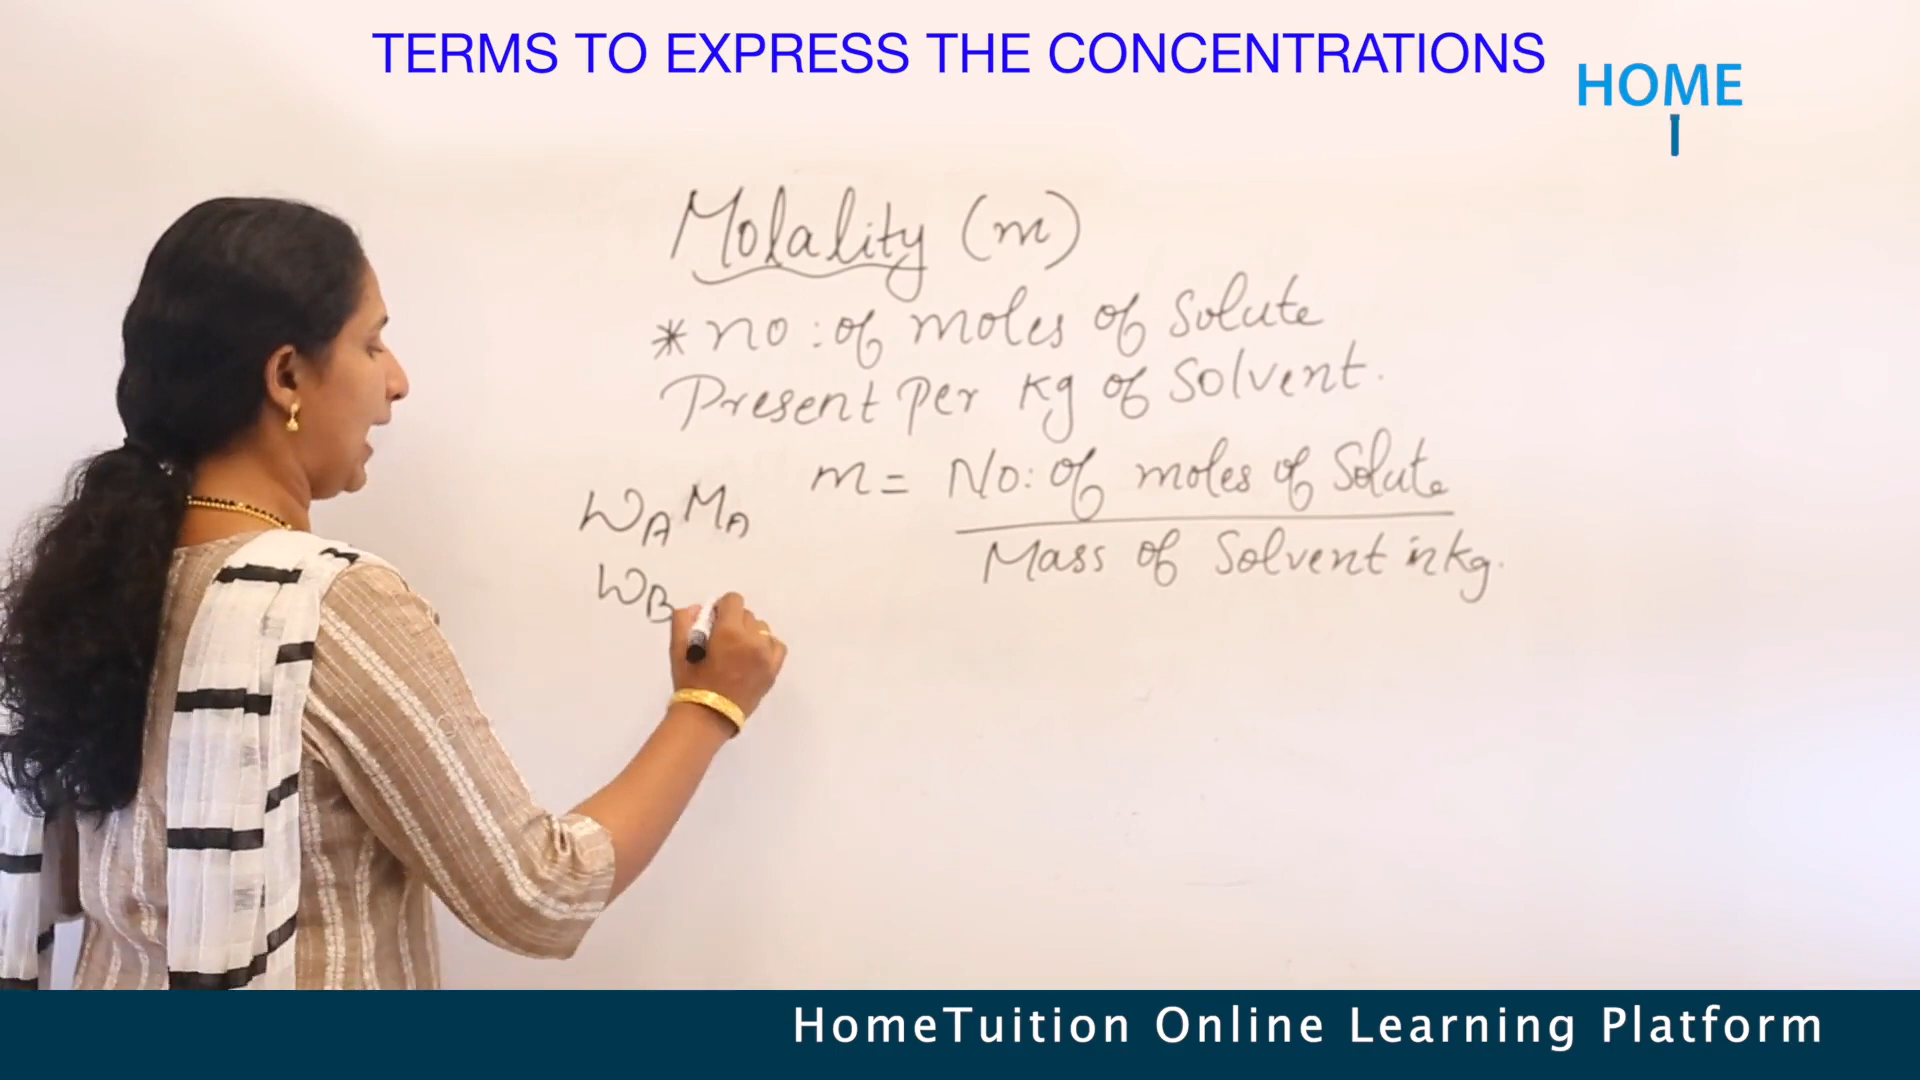 TERMS TO EXPRESS THE CONCENTRATIONS
HOME
Molality (m)
* no: of moles of Solute
Present per kg of Solvent.
m = No: of moles of Solute
Mass of Solvent in kg.
WA MA
WB
HomeTuition Online Learning Platform